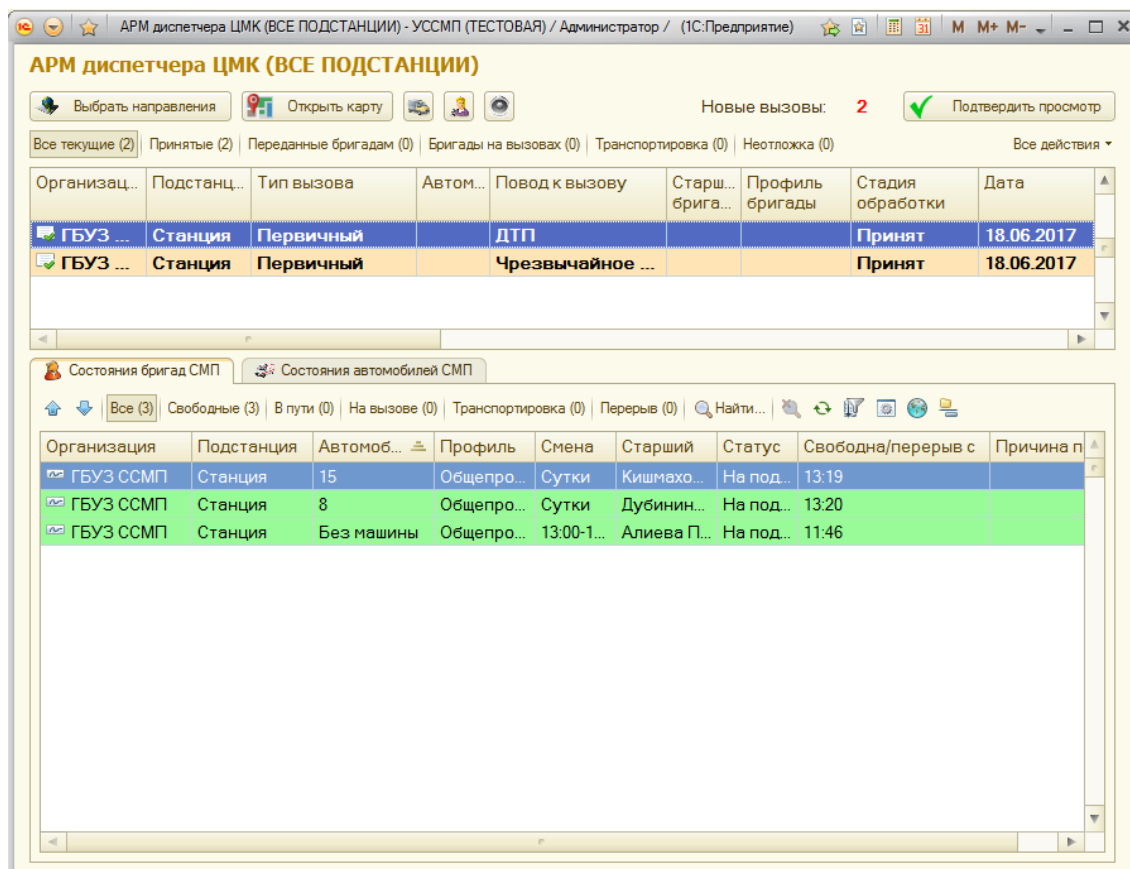 АРМ диспетчера ЦМК (ВСЕ ПОДСТАНЦИИ) - УССМП (ТЕСТОВАЯ) / Администратор / (1С:Предприятие) 31 M M+ M-
АРМ диспетчера ЦМК (ВСЕ ПОДСТАНЦИИ)
Выбрать направления Открыть карту Новые вызовы: 2 Подтвердить просмотр
Все текущие (2) Принятые (2) Переданные бригадам (0) Бригады на вызовах (0) Транспортировка (0) Неотложка (0) Все действия
Организац... Подстанц... Тип вызова Автом... Повод к вызову Старш... брига... Профиль бригады Стадия обработки Дата
ГБУЗ ... Станция Первичный ДТП Принят 18.06.2017
ГБУЗ ... Станция Первичный Чрезвычайное ... Принят 18.06.2017
Состояния бригад СМП Состояния автомобилей СМП
Все (3) Свободные (3) В пути (0) На вызове (0) Транспортировка (0) Перерыв (0) Найти...
Организация Подстанция Автомоб... Профиль Смена Старший Статус Свободна/перерыв с Причина п
ГБУЗ ССМП Станция 15 Общепро... Сутки Кишмахо... На под... 13:19
ГБУЗ ССМП Станция 8 Общепро... Сутки Дубинин... На под... 13:20
ГБУЗ ССМП Станция Без машины Общепро... 13:00-1... Алиева П... На под... 11:46